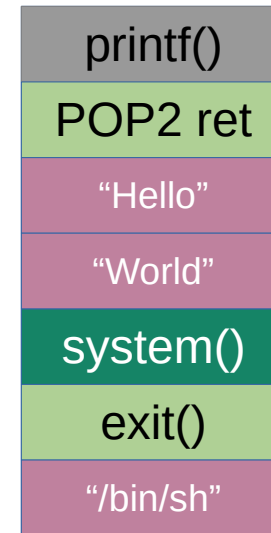 printf()
POP2 ret
“Hello”
“World”
system()
exit()
“/bin/sh”